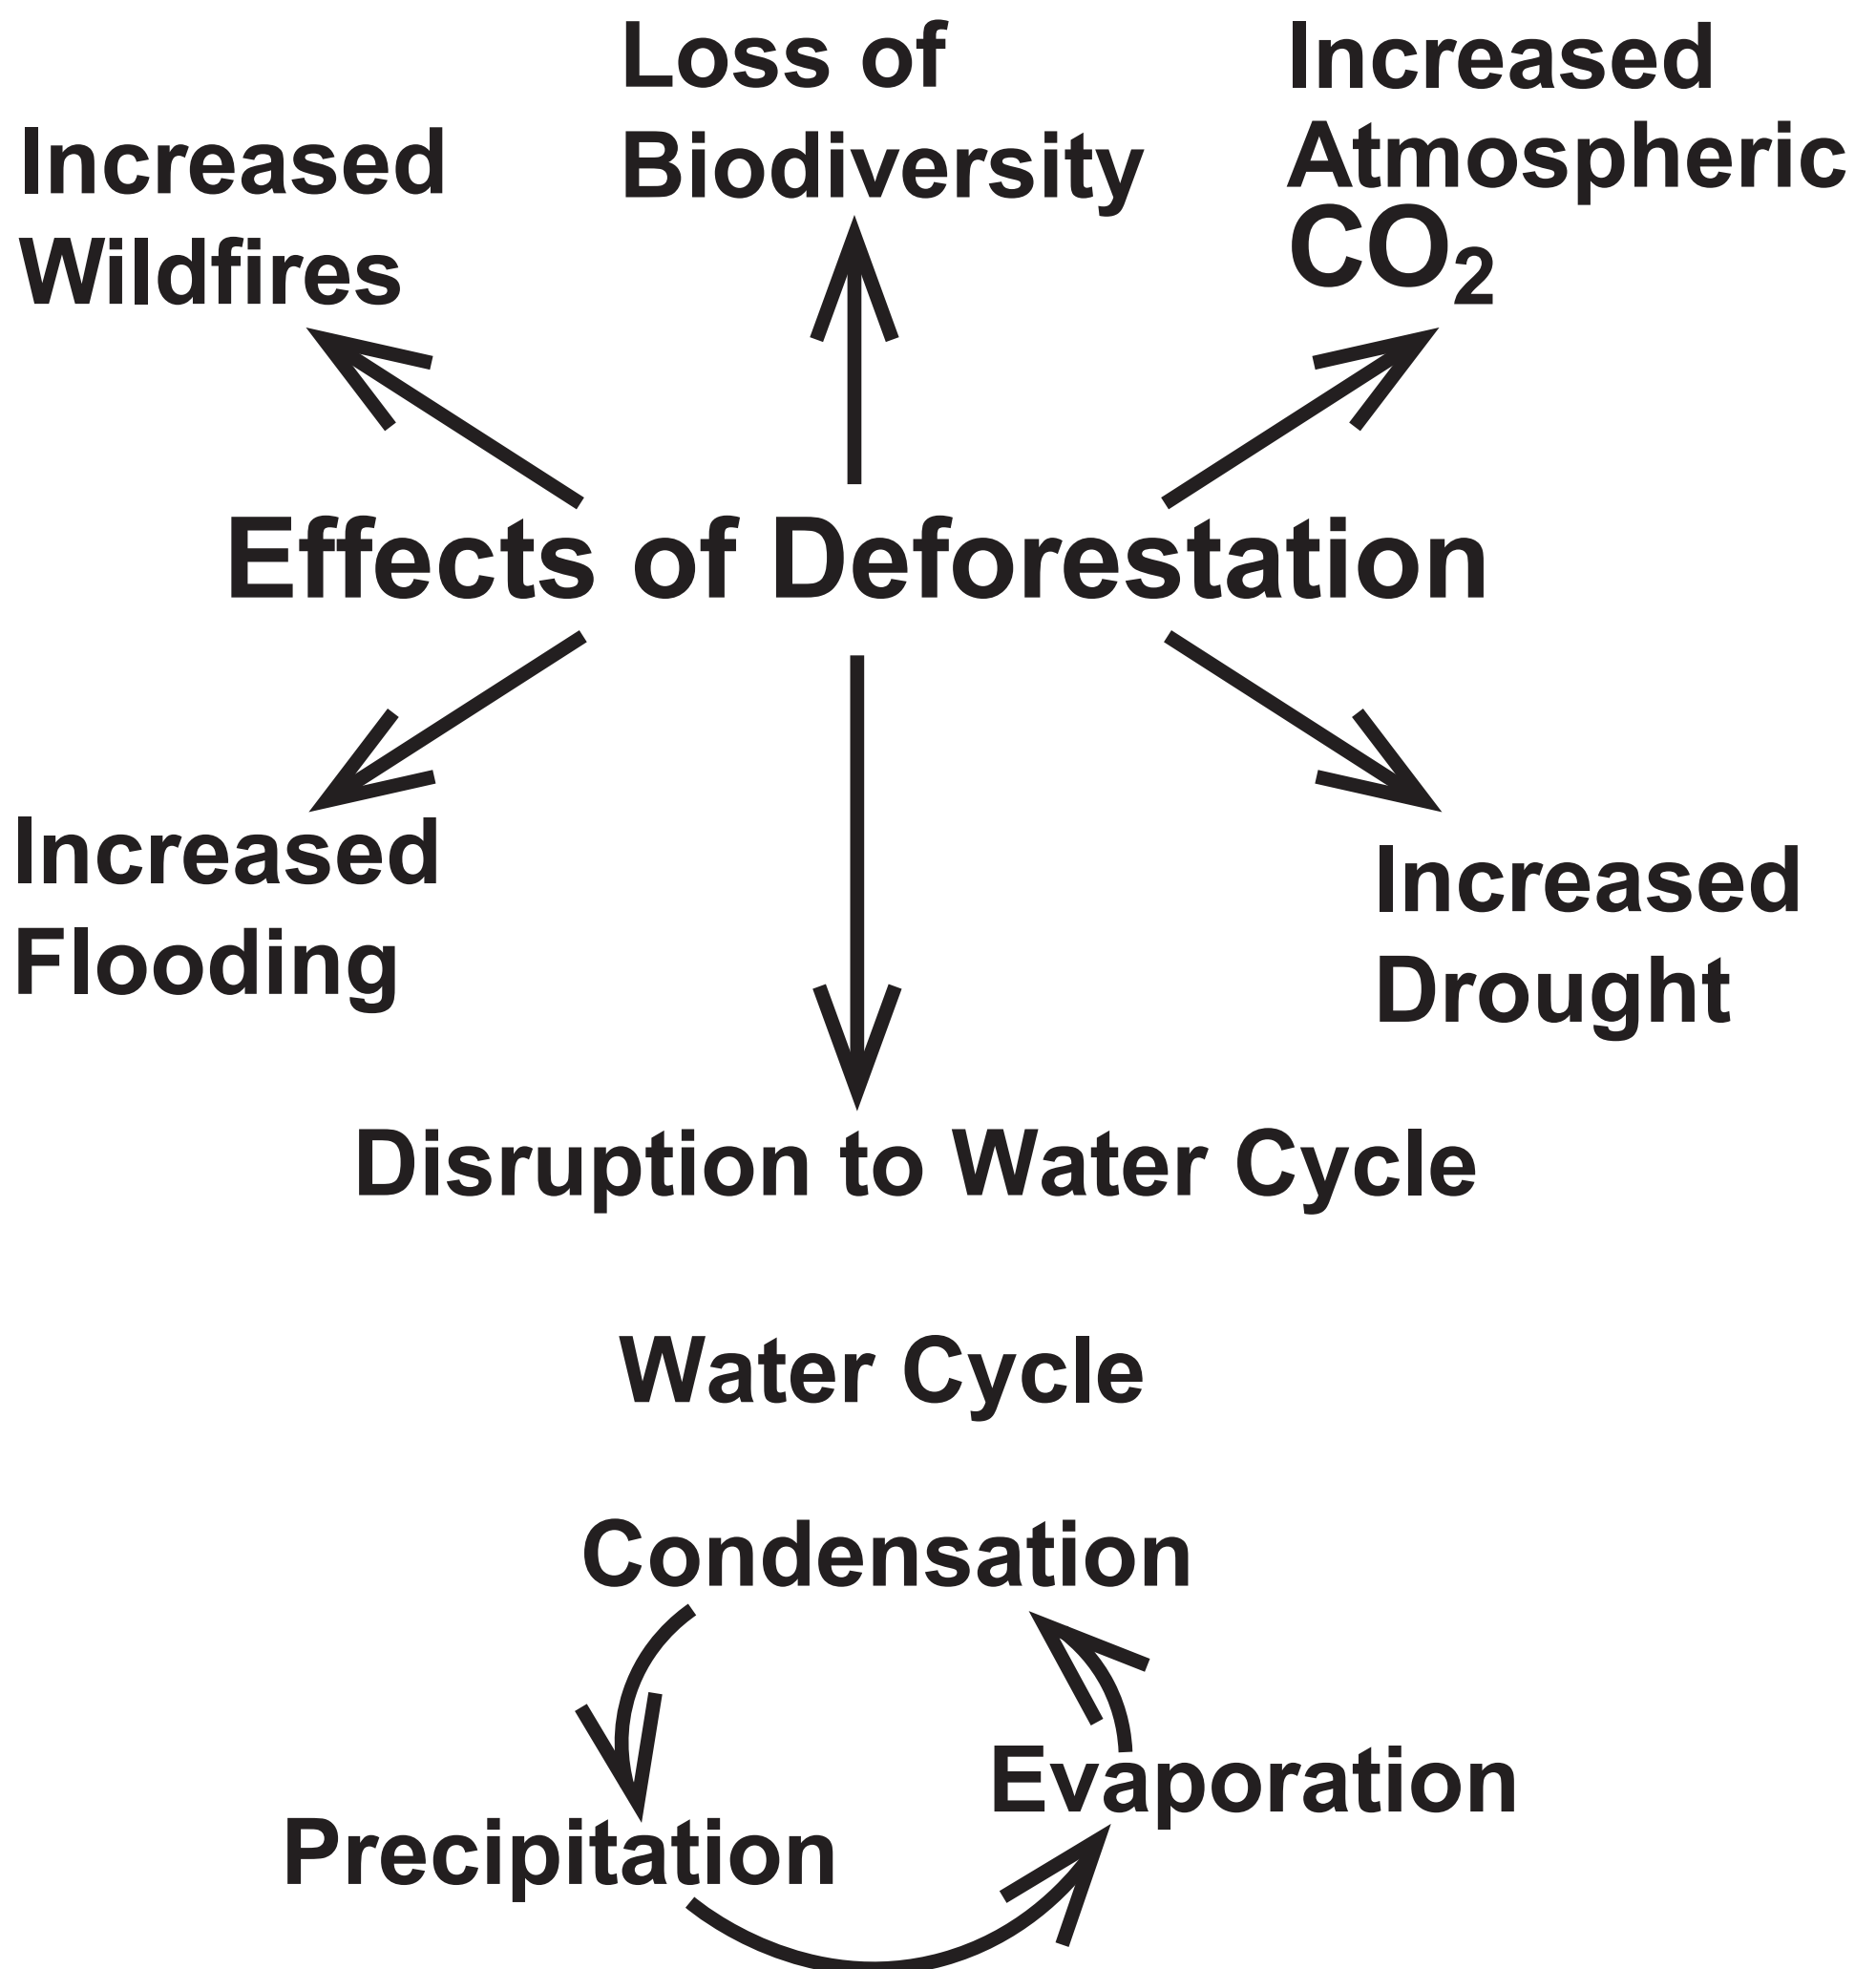 Loss of
Biodiversity
Increased
Atmospheric
CO₂
Increased
Wildfires
Effects of Deforestation
Increased
Flooding
Increased
Drought
Disruption to Water Cycle
Water Cycle
Condensation
Evaporation
Precipitation